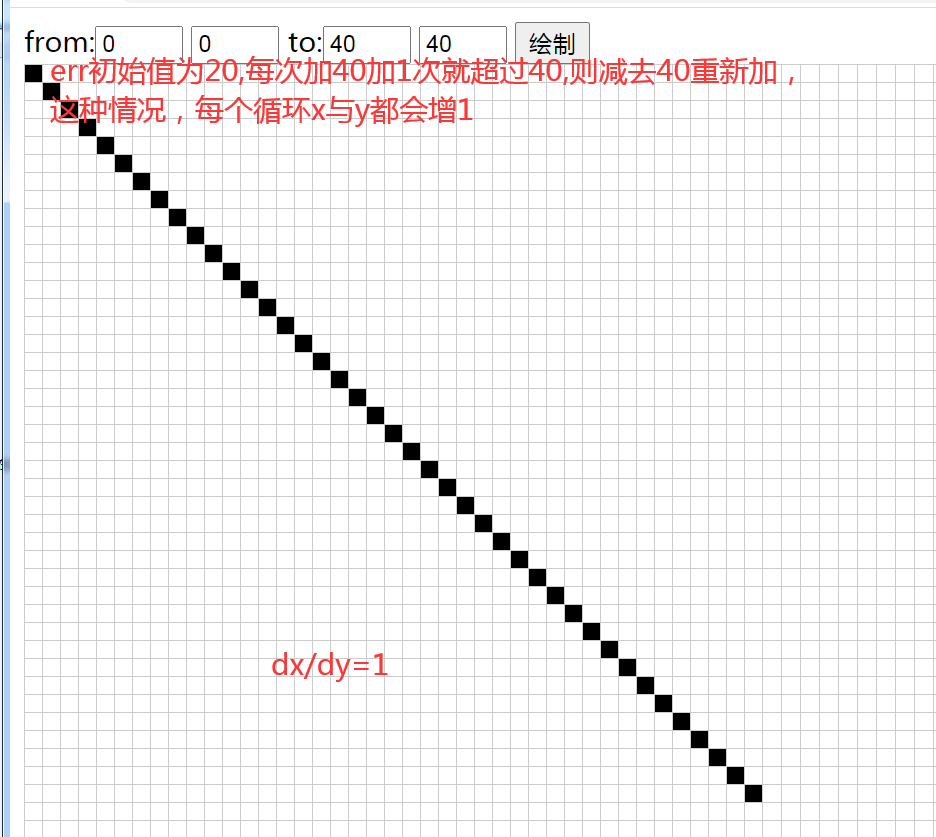 from: 0 0 to: 40 40 绘制
err初始值为20,每次加40加1次就超过40,则减去40重新加，
这种情况，每个循环x与y都会增1
dx/dy=1